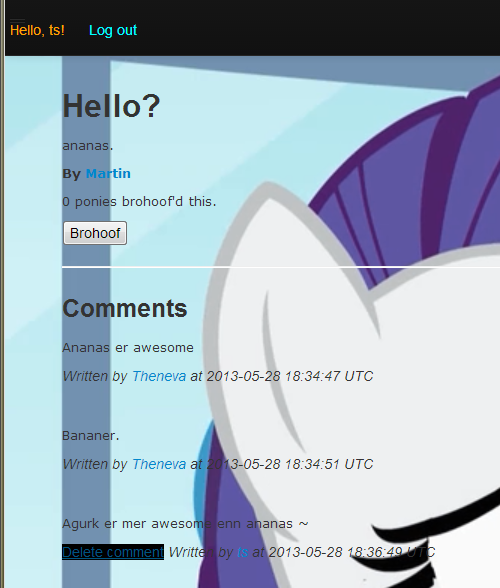 Hello, ts! Log out
Hello?
ananas.
By Martin
0 ponies brohoof'd this.
Brohoof
Comments
Ananas er awesome
Written by Theneva at 2013-05-28 18:34:47 UTC
Bananer.
Written by Theneva at 2013-05-28 18:34:51 UTC
Agurk er mer awesome enn ananas ~
Delete comment Written by ts at 2013-05-28 18:36:49 UTC